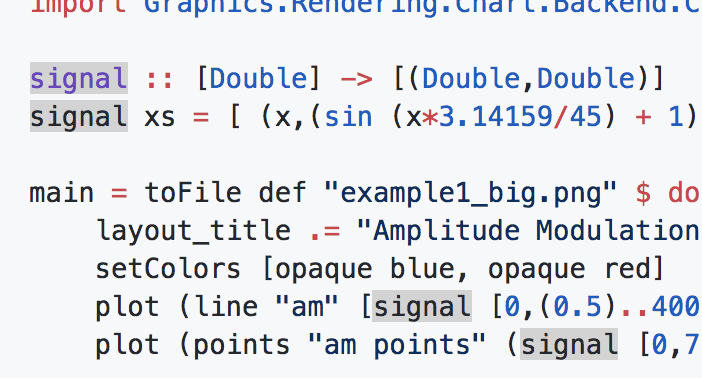 import Graphics.Rendering.Chart.Backend.C
signal :: [Double] -> [(Double,Double)]
signal xs = [ (x,(sin (x*3.14159/45) + 1)
main = toFile def "example1_big.png" $ do
layout_title .= "Amplitude Modulation
setColors [opaque blue, opaque red]
plot (line "am" [signal [0,(0.5)..400
plot (points "am points" (signal [0,7